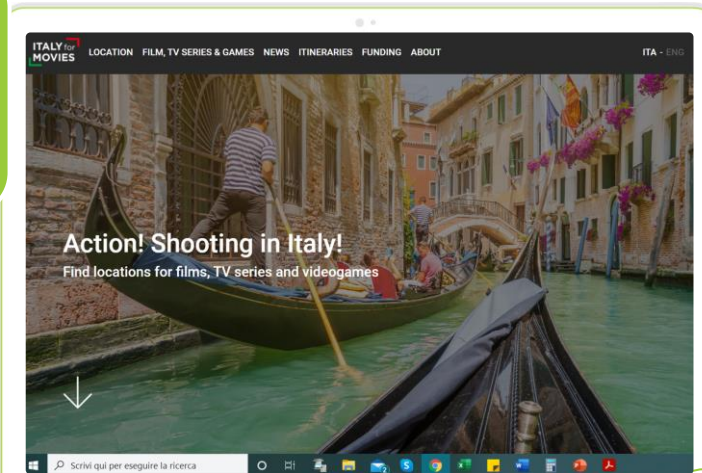 ITALY for
MOVIES
LOCATION FILM, TV SERIES & GAMES NEWS ITINERARIES FUNDING ABOUT
ITA - ENG
Action! Shooting in Italy!
Find locations for films, TV series and videogames
Scrivi qui per eseguire la ricerca